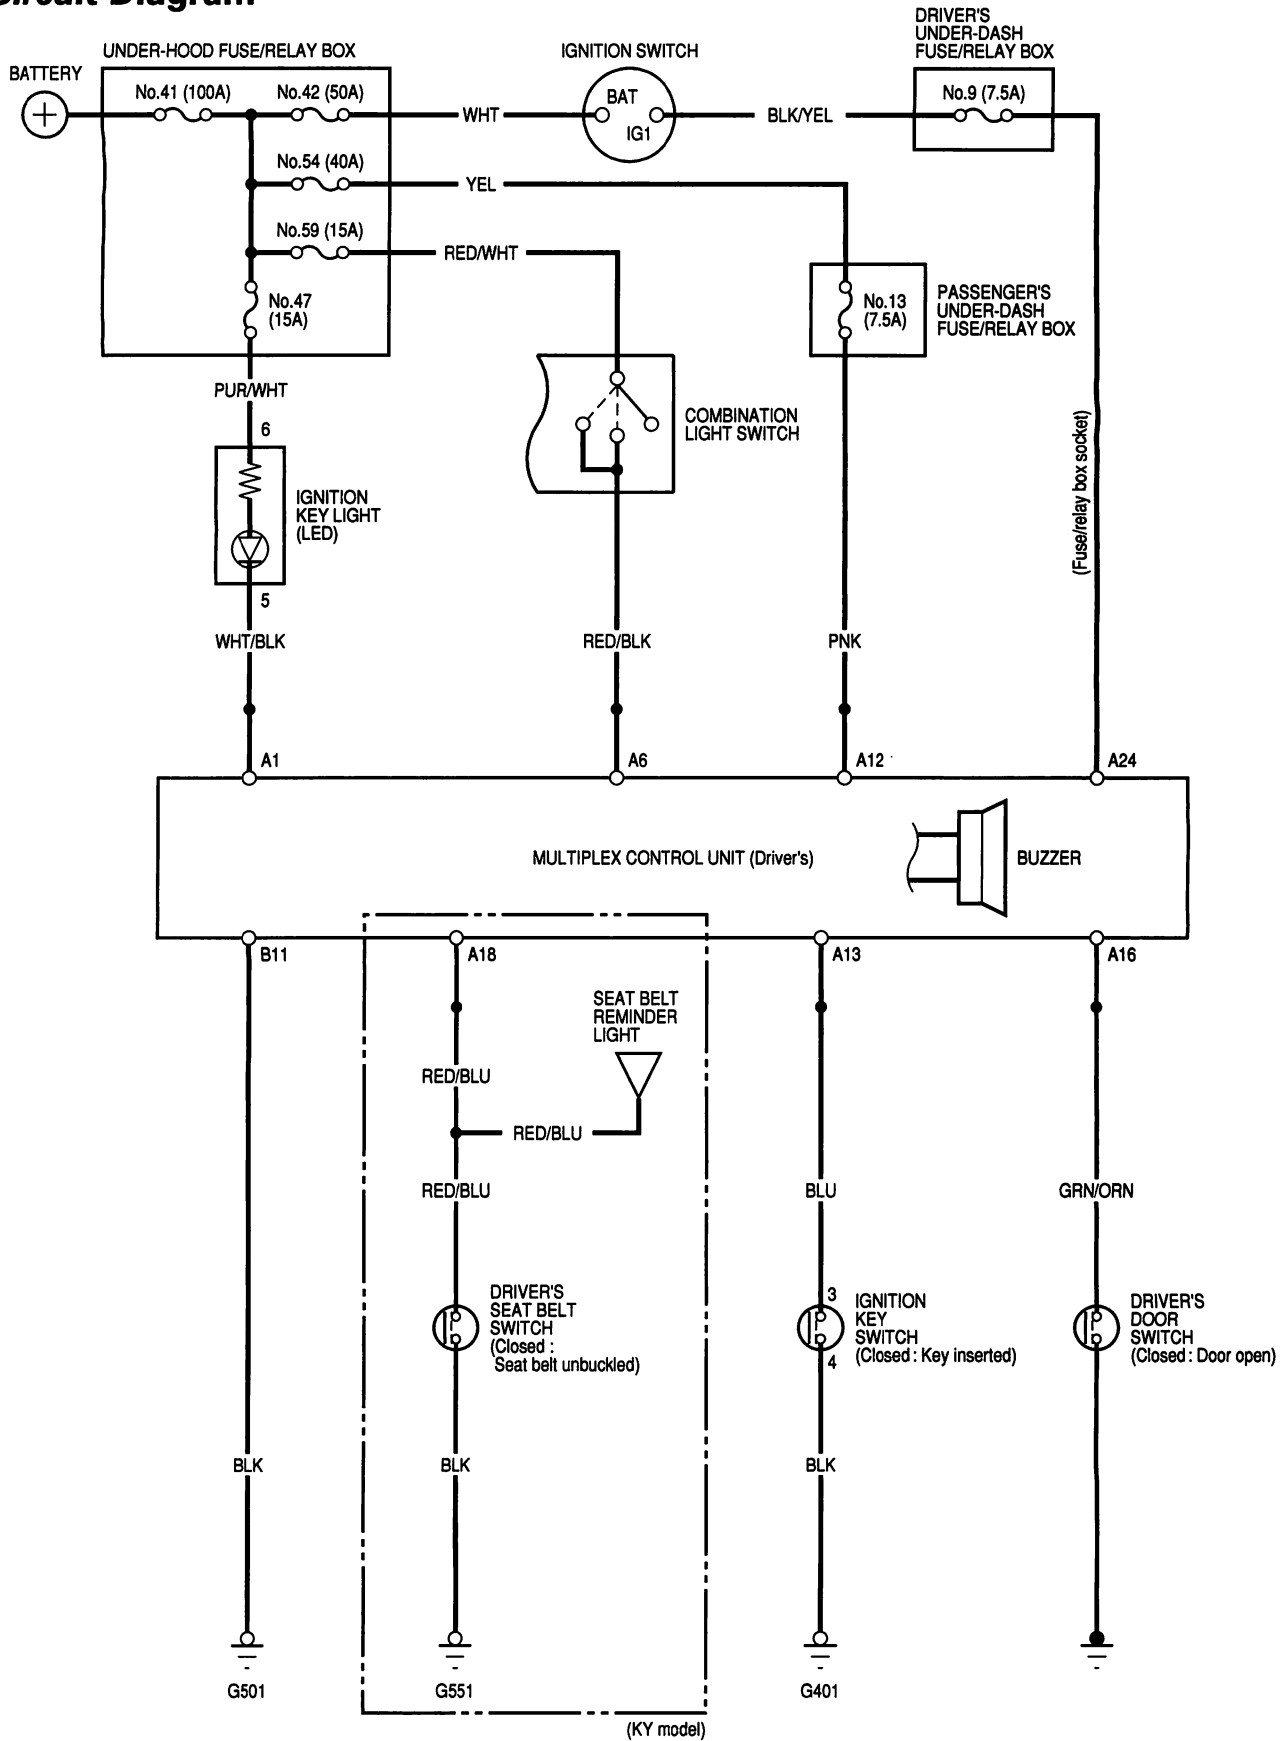 Circuit Diagram
DRIVER'S
UNDER-DASH
FUSE/RELAY BOX
UNDER-HOOD FUSE/RELAY BOX
IGNITION SWITCH
BATTERY
No.41 (100A)
No.42 (50A)
WHT
BAT
IG1
BLK/YEL
No.9 (7.5A)
No.54 (40A)
YEL
No.59 (15A)
RED/WHT
No.47
(15A)
No.13
(7.5A)
PASSENGER'S
UNDER-DASH
FUSE/RELAY BOX
PUR/WHT
6
COMBINATION
LIGHT SWITCH
(Fuse/relay box socket)
IGNITION
KEY LIGHT
(LED)
5
WHT/BLK
RED/BLK
PNK
A1
A6
A12
A24
MULTIPLEX CONTROL UNIT (Driver's)
BUZZER
B11
A18
A13
A16
SEAT BELT
REMINDER
LIGHT
RED/BLU
RED/BLU
RED/BLU
BLU
GRN/ORN
DRIVER'S
SEAT BELT
SWITCH
(Closed :
Seat belt unbuckled)
3
4
IGNITION
KEY
SWITCH
(Closed : Key inserted)
DRIVER'S
DOOR
SWITCH
(Closed : Door open)
BLK
BLK
BLK
G501
G551
G401
(KY model)